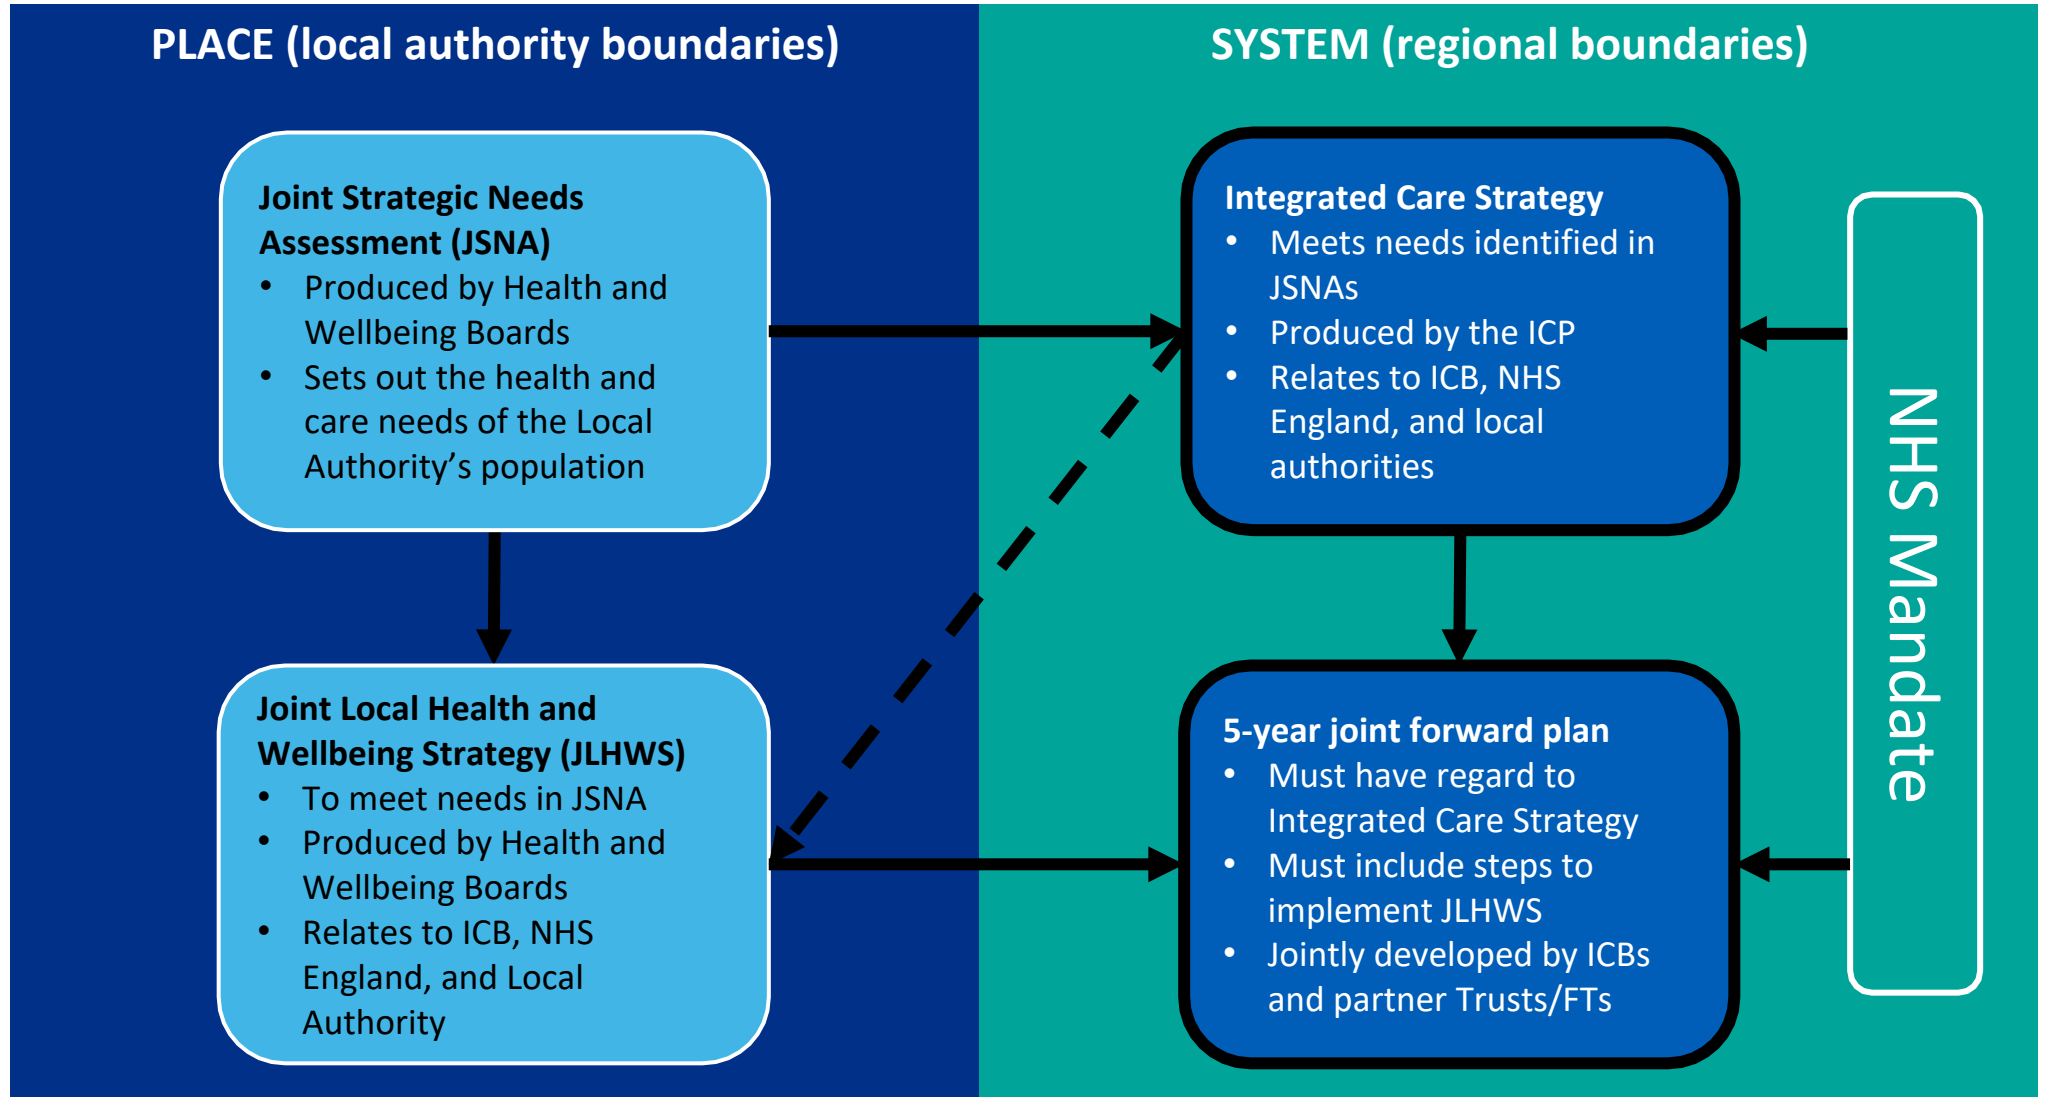 PLACE (local authority boundaries)
Joint Strategic Needs
Assessment (JSNA)
• Produced by Health and
Wellbeing Boards
• Sets out the health and
care needs of the Local
Authority’s population
Joint Local Health and
Wellbeing Strategy (JLHWS)
• To meet needs in JSNA
• Produced by Health and
Wellbeing Boards
• Relates to ICB, NHS
England, and Local
Authority
SYSTEM (regional boundaries)
Integrated Care Strategy
• Meets needs identified in
JSNAs
• Produced by the ICP
• Relates to ICB, NHS
England, and local
authorities
5-year joint forward plan
• Must have regard to
Integrated Care Strategy
• Must include steps to
implement JLHWS
• Jointly developed by ICBs
and partner Trusts/FTs
NHS Mandate